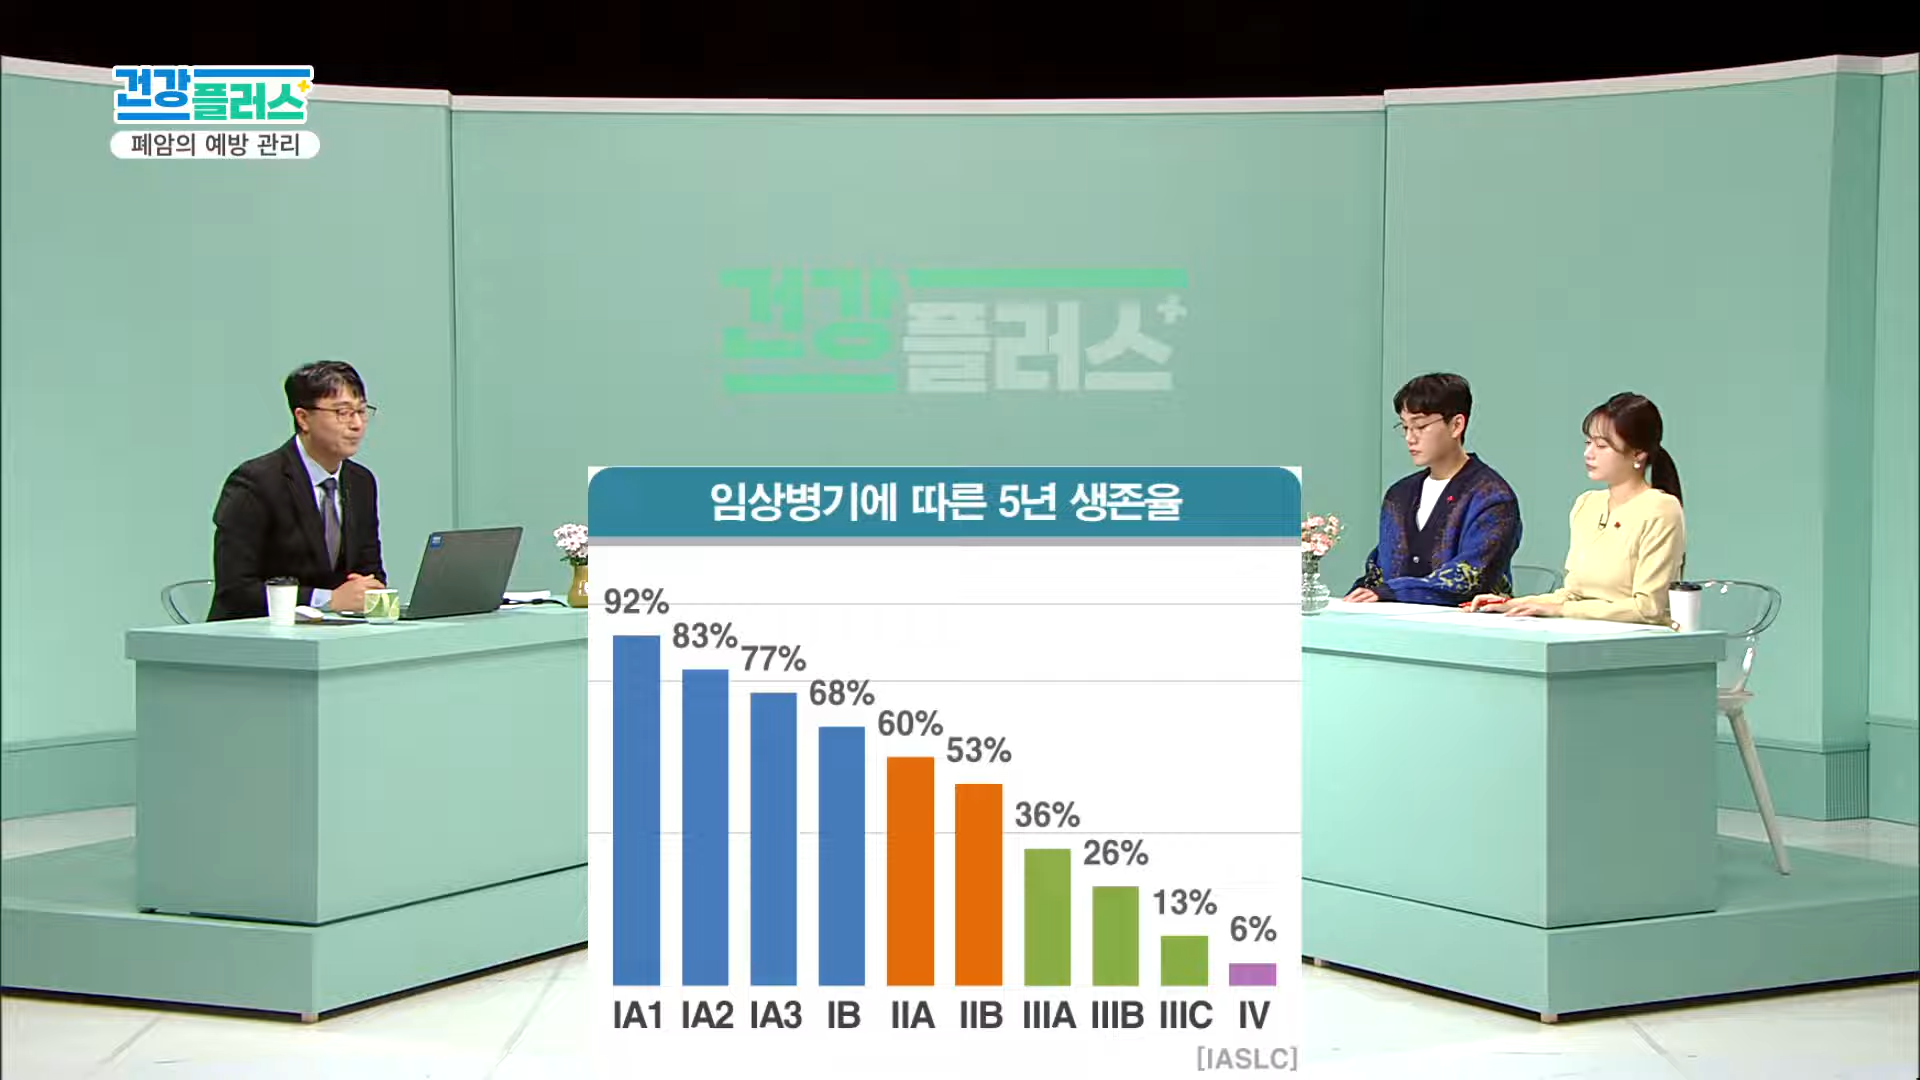 건강
플러스+
폐암의 예방 관리
건강
플러스+
임상병기에 따른 5년 생존율
92%
83%
77%
68%
60%
53%
36%
26%
13%
6%
IA1 IA2 IA3 IB IIA IIB IIIA IIIB IIIC IV
[IASLC]